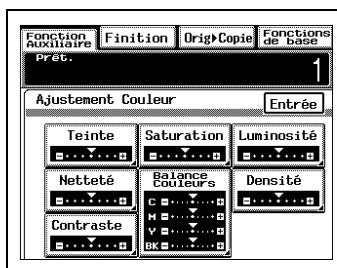 Fonction Auxiliaire
Finition
Orig▸Copie
Fonctions de base
Prêt.
1
Ajustement Couleur
Entrée
Teinte
Saturation
Luminosité
Netteté
Balance Couleurs
Densité
C
M
Y
BK
Contraste